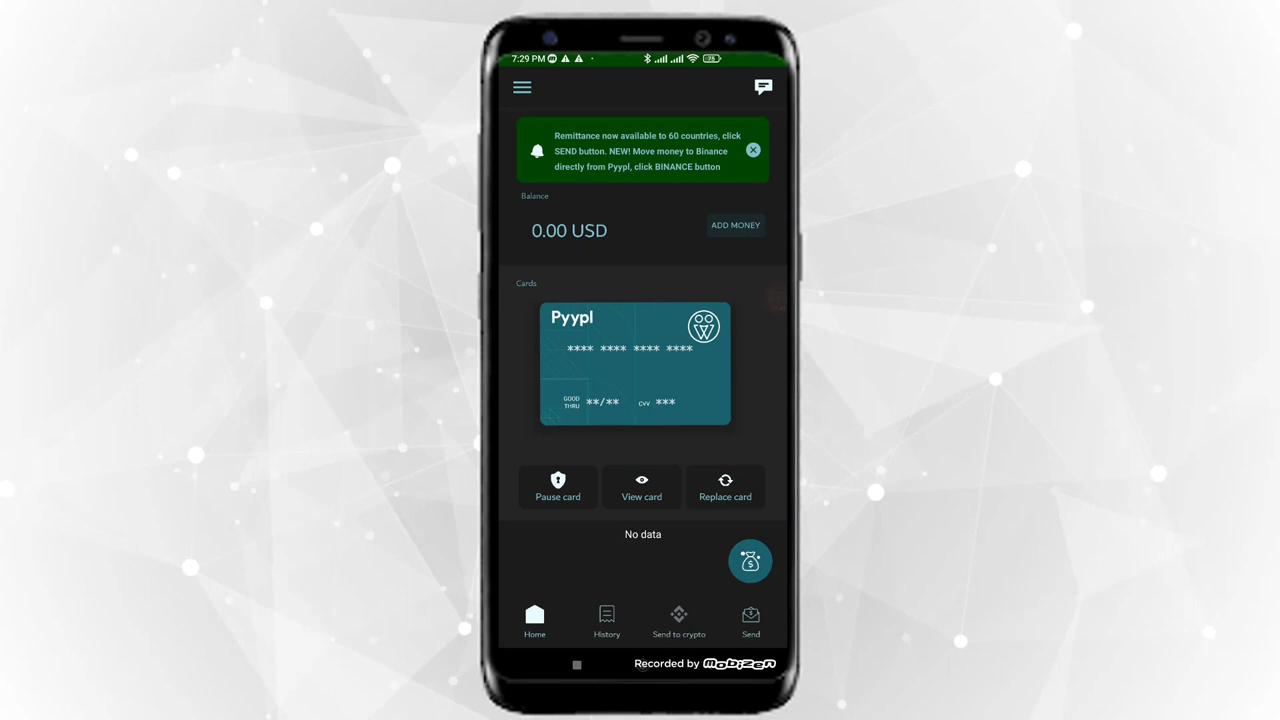 7:29 PM
75
Remittance now available to 60 countries, click
SEND button. NEW! Move money to Binance
directly from Pyypl, click BINANCE button
Balance
0.00 USD
ADD MONEY
Cards
Pyypl
**** **** **** ****
GOOD THRU **/** CVV ***
Pause card
View card
Replace card
No data
Home
History
Send to crypto
Send
Recorded by Mobizen